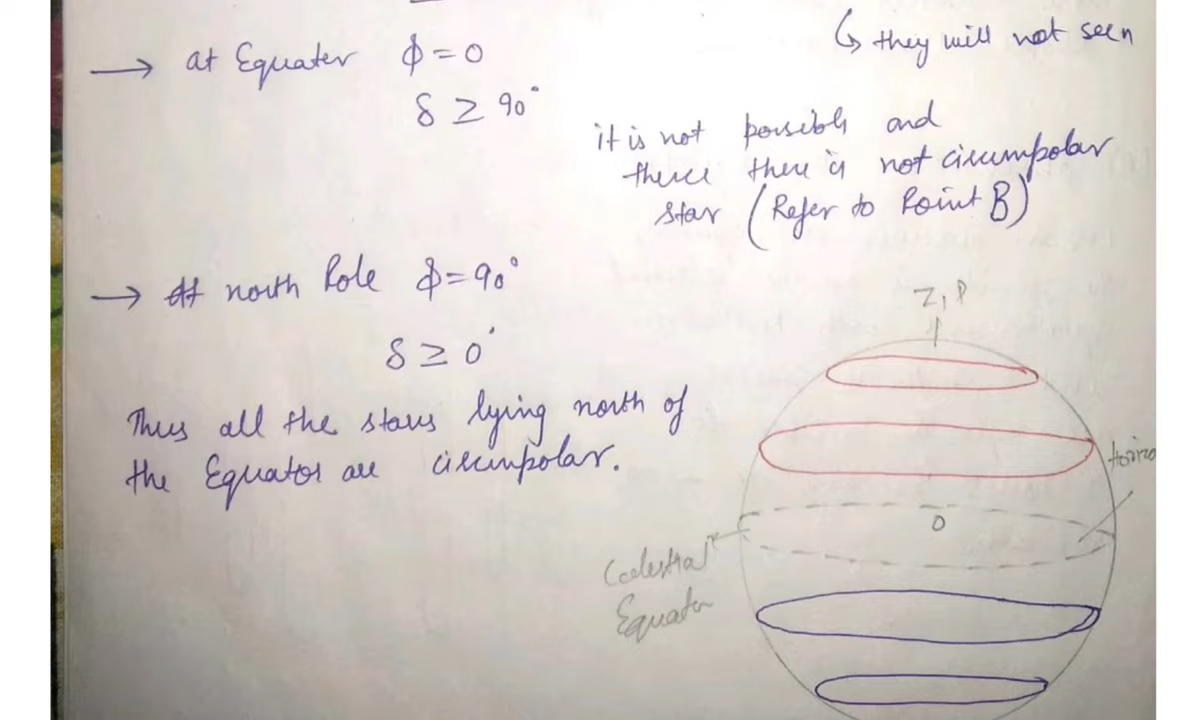 → at Equater ϕ = 0
↳ they will not seen
δ ≥ 90°
it is not possible and
there is not circumpolar
star (Refer to Point B)
→ At north Pole ϕ = 90°
δ ≥ 0°
Thus all the stars lying north of
the Equator are circumpolar.
Z, P
Horizo
O
Celestial
Equator